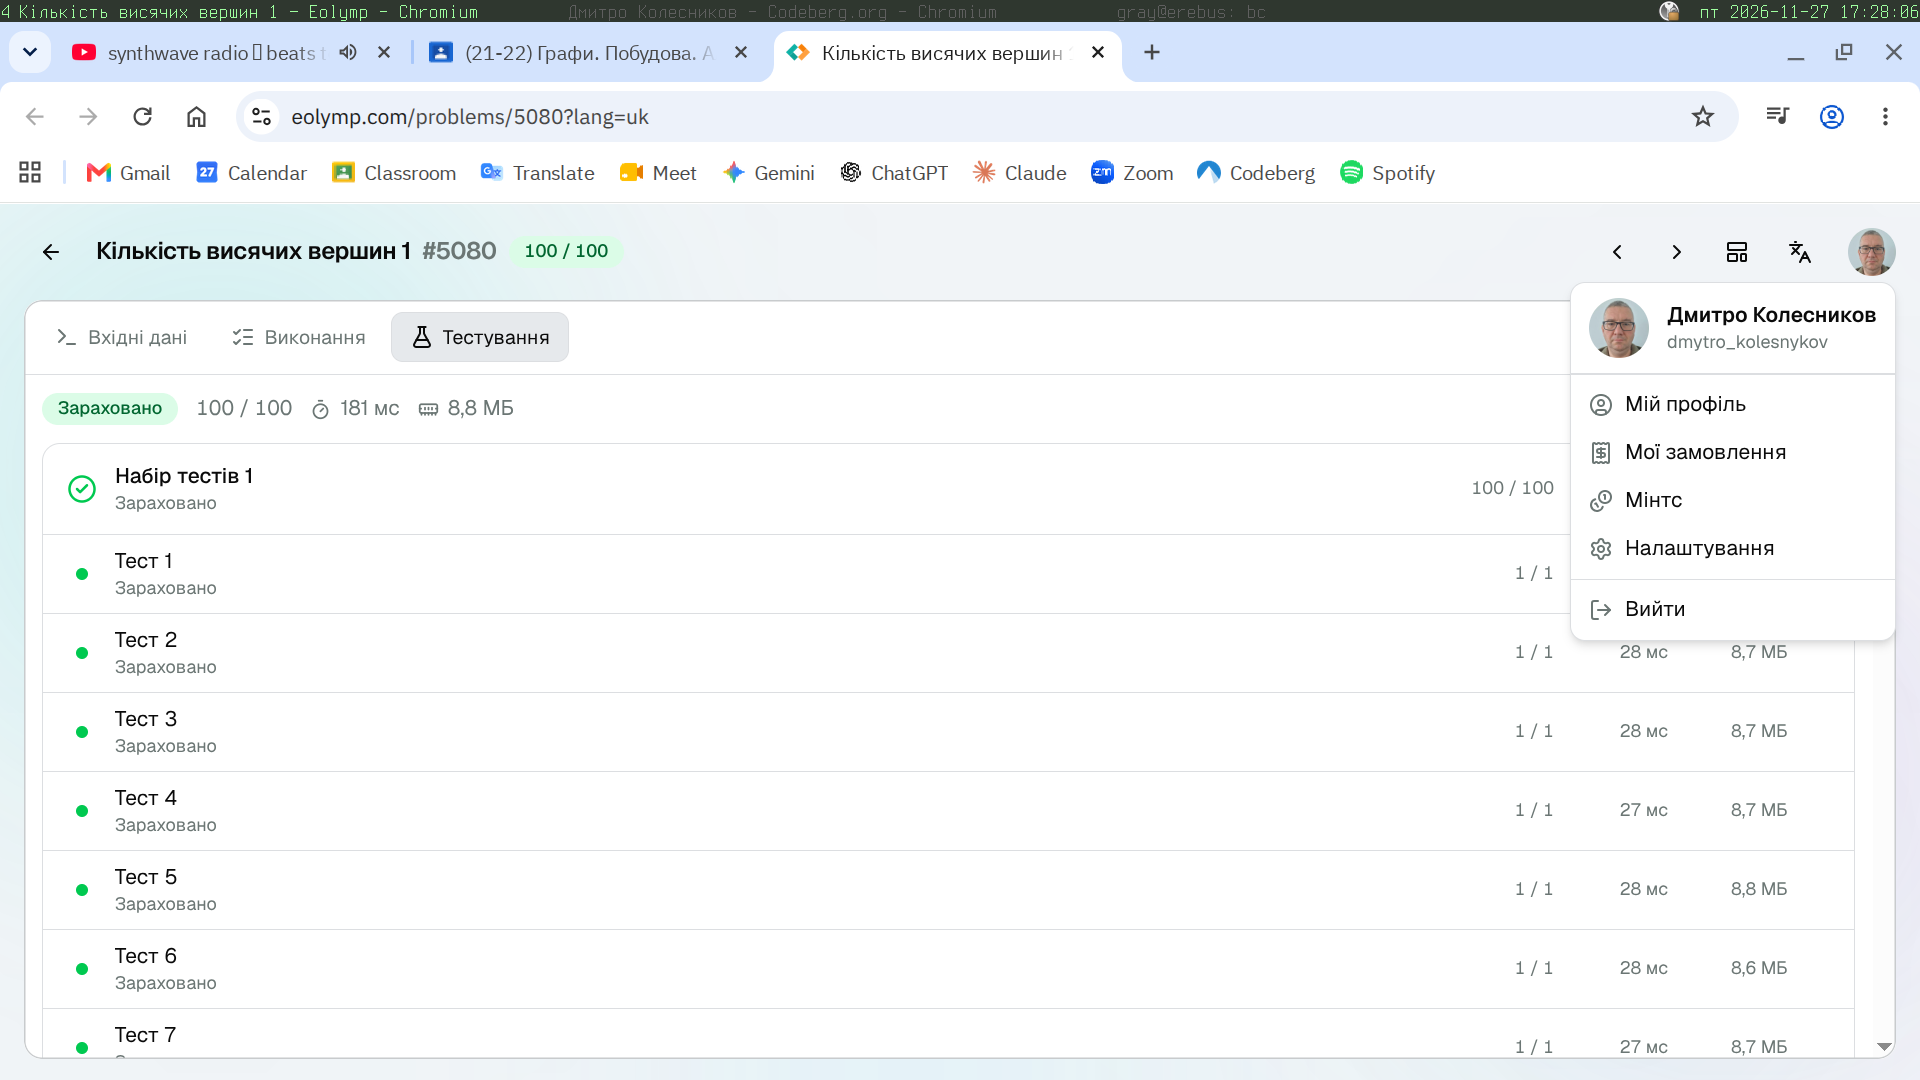 4 Кількість висячих вершин 1 - Eolymp - Chromium Дмитро Колесников - Codeberg.org - Chromium gray@erebus: bc пт 2026-11-27 17:28:06
synthwave radio beats t (21-22) Графи. Побудова. А Кількість висячих вершин 1
eolymp.com/problems/5080?lang=uk
Gmail 27 Calendar Classroom Translate Meet Gemini ChatGPT Claude zm Zoom Codeberg Spotify
Кількість висячих вершин 1 #5080 100 / 100
Вхідні дані Виконання Тестування
Зараховано 100 / 100 181 мс 8,8 МБ
Набір тестів 1
Зараховано
100 / 100
Тест 1
Зараховано
1 / 1
Тест 2
Зараховано
1 / 1 28 мс 8,7 МБ
Тест 3
Зараховано
1 / 1 28 мс 8,7 МБ
Тест 4
Зараховано
1 / 1 27 мс 8,7 МБ
Тест 5
Зараховано
1 / 1 28 мс 8,8 МБ
Тест 6
Зараховано
1 / 1 28 мс 8,6 МБ
Тест 7
1 / 1 27 мс 8,7 МБ
Дмитро Колесников
dmytro_kolesnykov
Мій профіль
Мої замовлення
Мінтс
Налаштування
Вийти